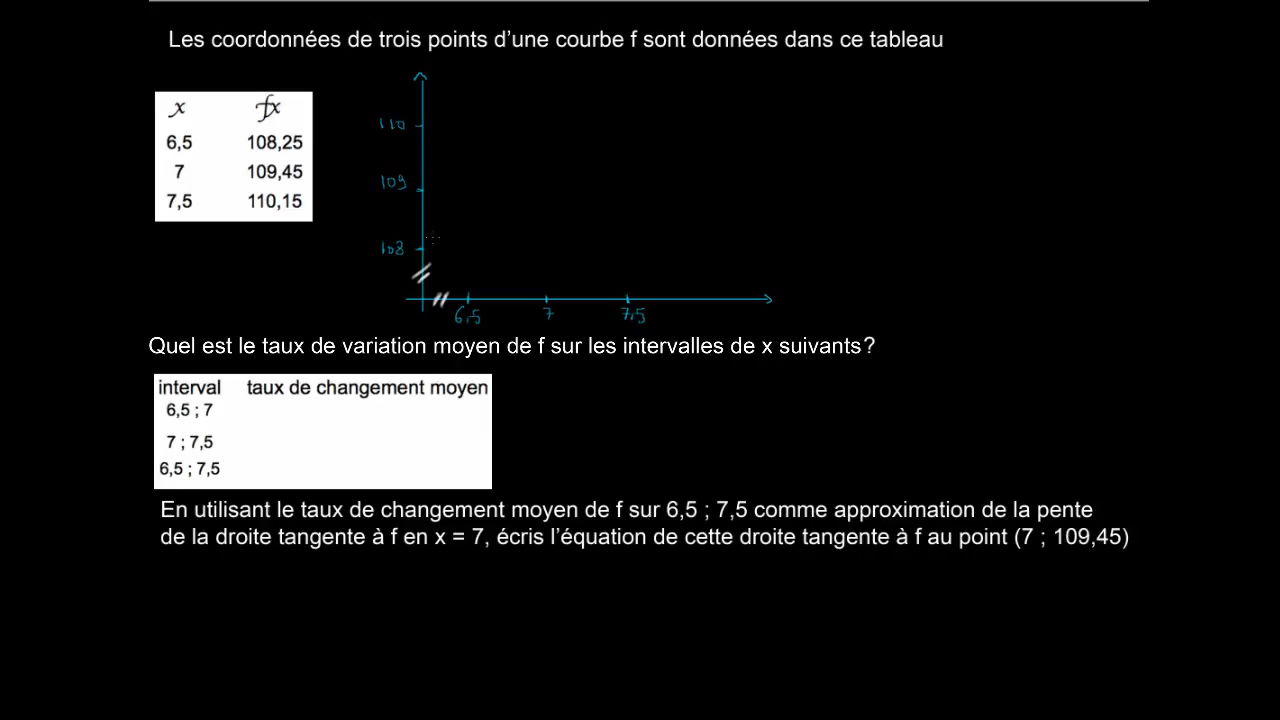 Les coordonnées de trois points d’une courbe f sont données dans ce tableau
x fx
6,5 108,25
7 109,45
7,5 110,15
110
109
108
6,5 7 7,5
Quel est le taux de variation moyen de f sur les intervalles de x suivants?
interval taux de changement moyen
6,5 ; 7
7 ; 7,5
6,5 ; 7,5
En utilisant le taux de changement moyen de f sur 6,5 ; 7,5 comme approximation de la pente
de la droite tangente à f en x = 7, écris l’équation de cette droite tangente à f au point (7 ; 109,45)